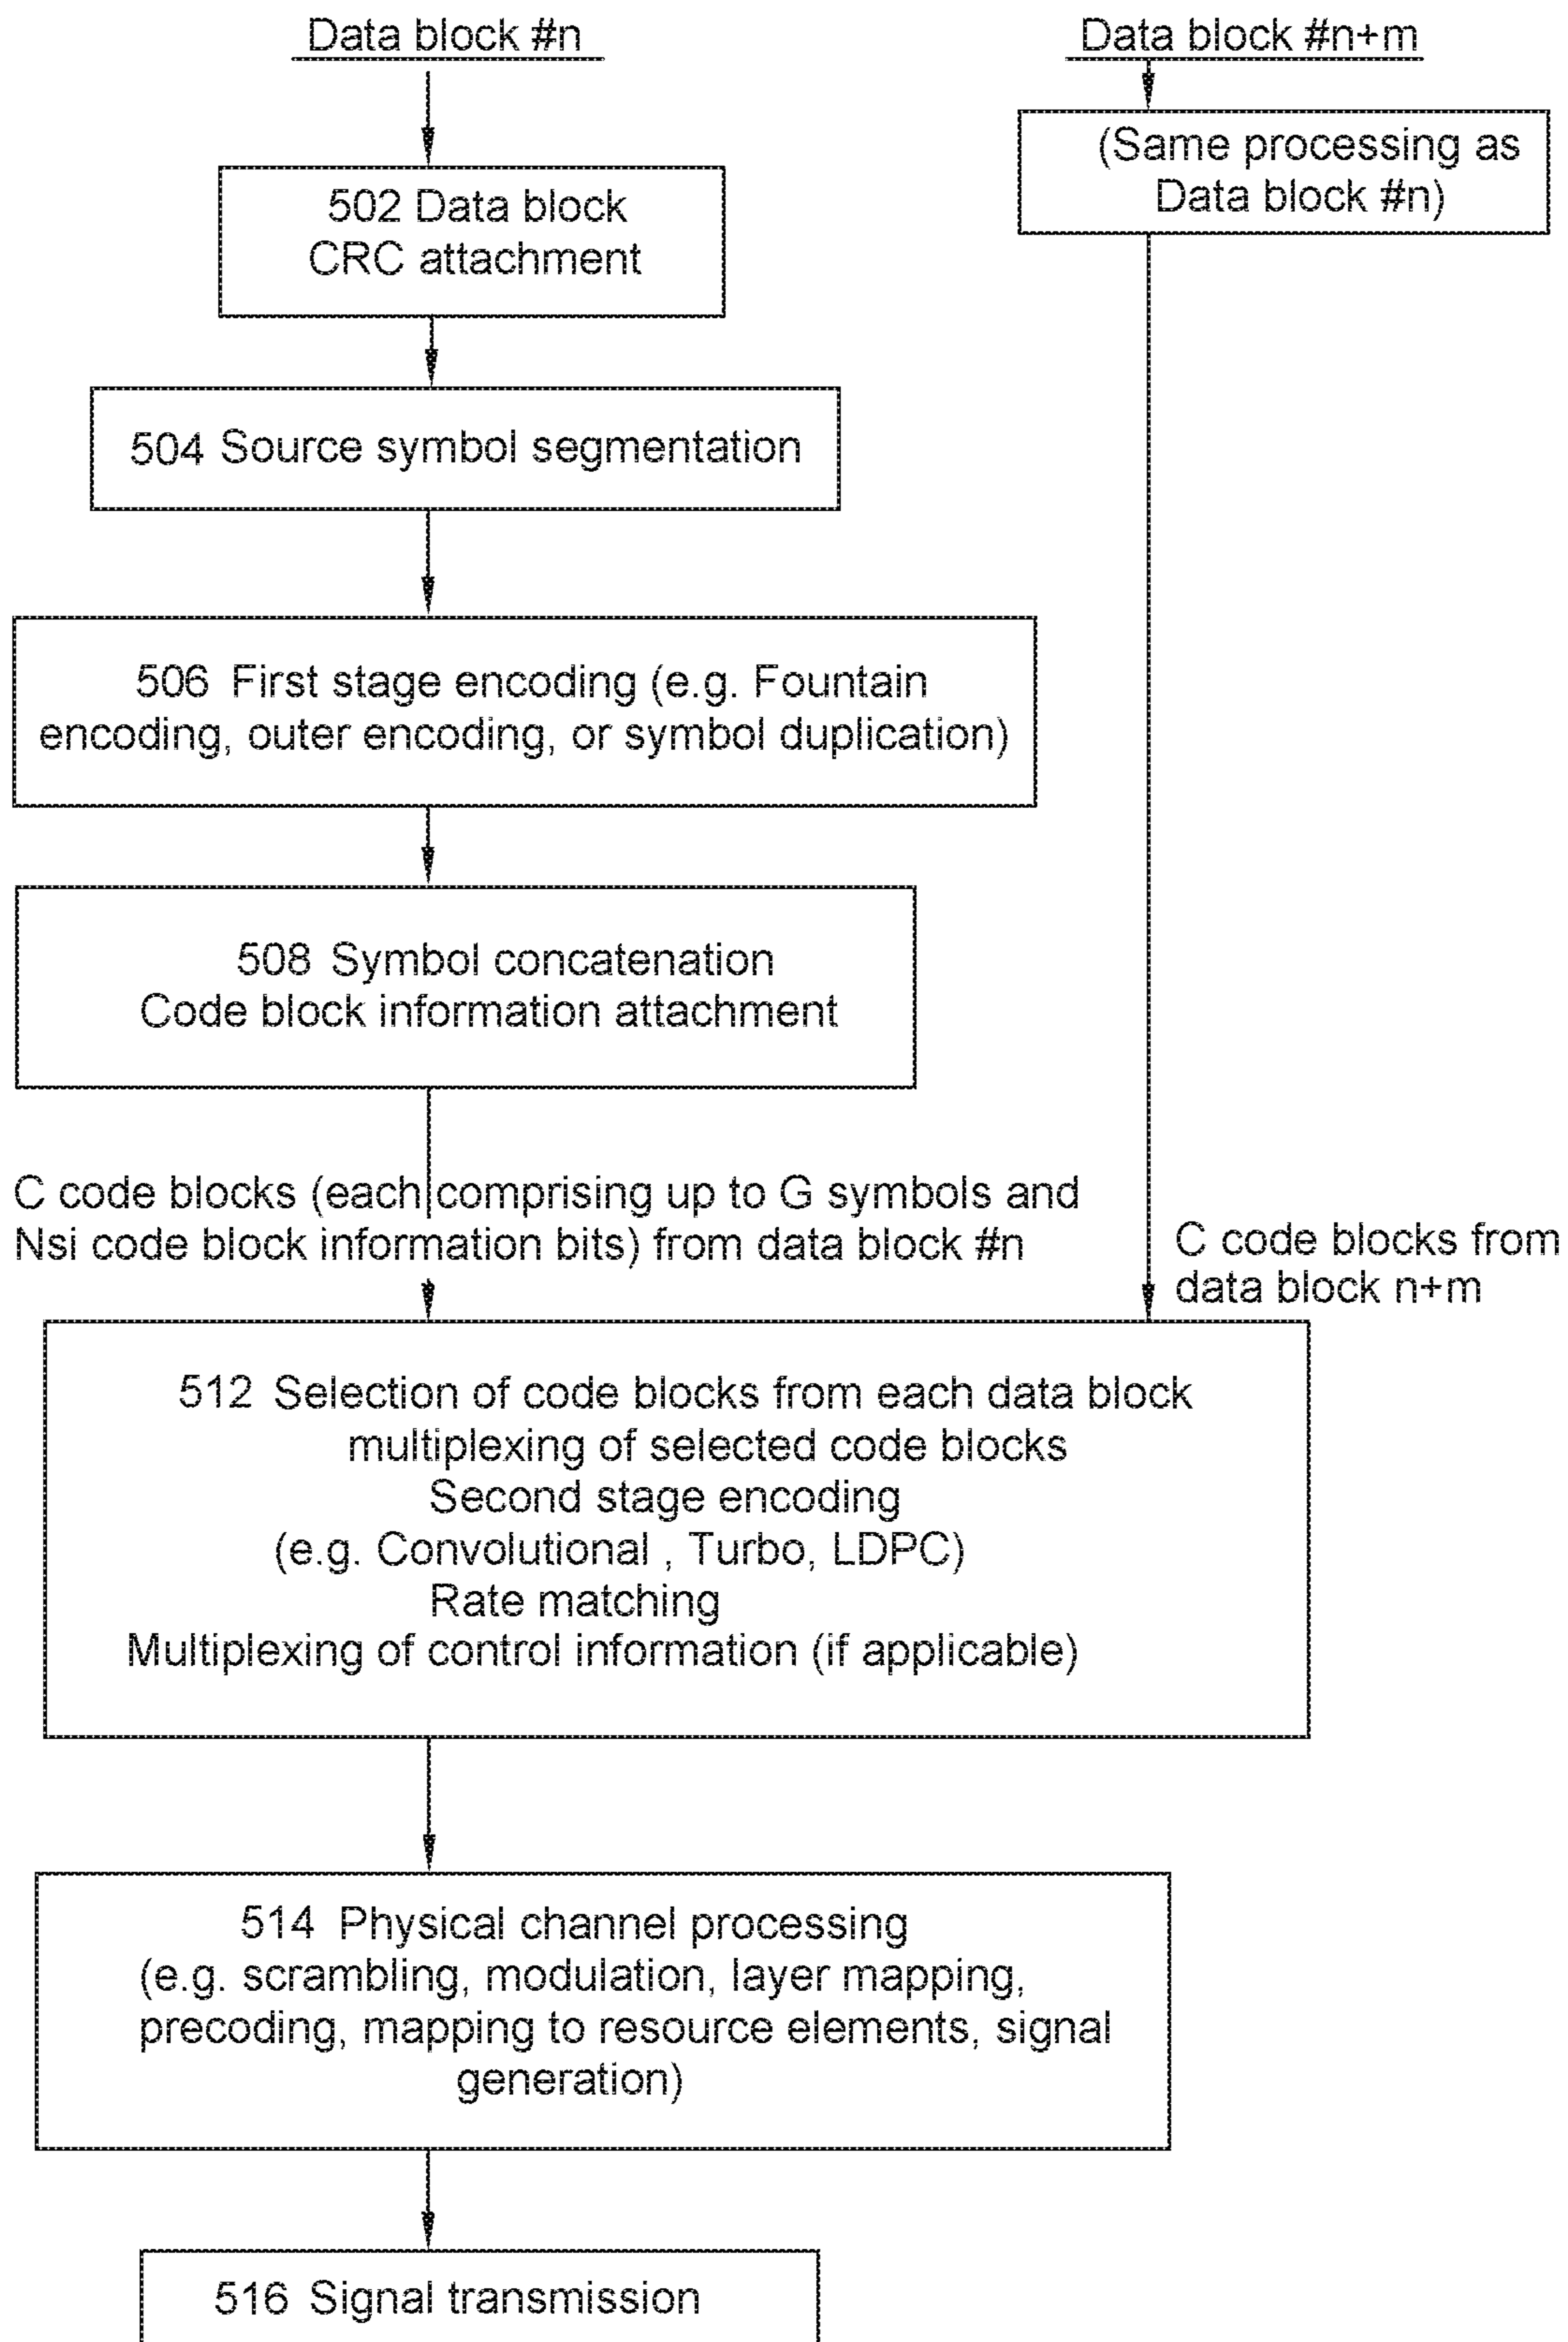 Data block #n
Data block #n+m
(Same processing as
Data block #n)
502 Data block
CRC attachment
504 Source symbol segmentation
506 First stage encoding (e.g. Fountain
encoding, outer encoding, or symbol duplication)
508 Symbol concatenation
Code block information attachment
C code blocks (each comprising up to G symbols and
Nsi code block information bits) from data block #n
C code blocks from
data block n+m
512 Selection of code blocks from each data block
multiplexing of selected code blocks
Second stage encoding
(e.g. Convolutional , Turbo, LDPC)
Rate matching
Multiplexing of control information (if applicable)
514 Physical channel processing
(e.g. scrambling, modulation, layer mapping,
precoding, mapping to resource elements, signal
generation)
516 Signal transmission